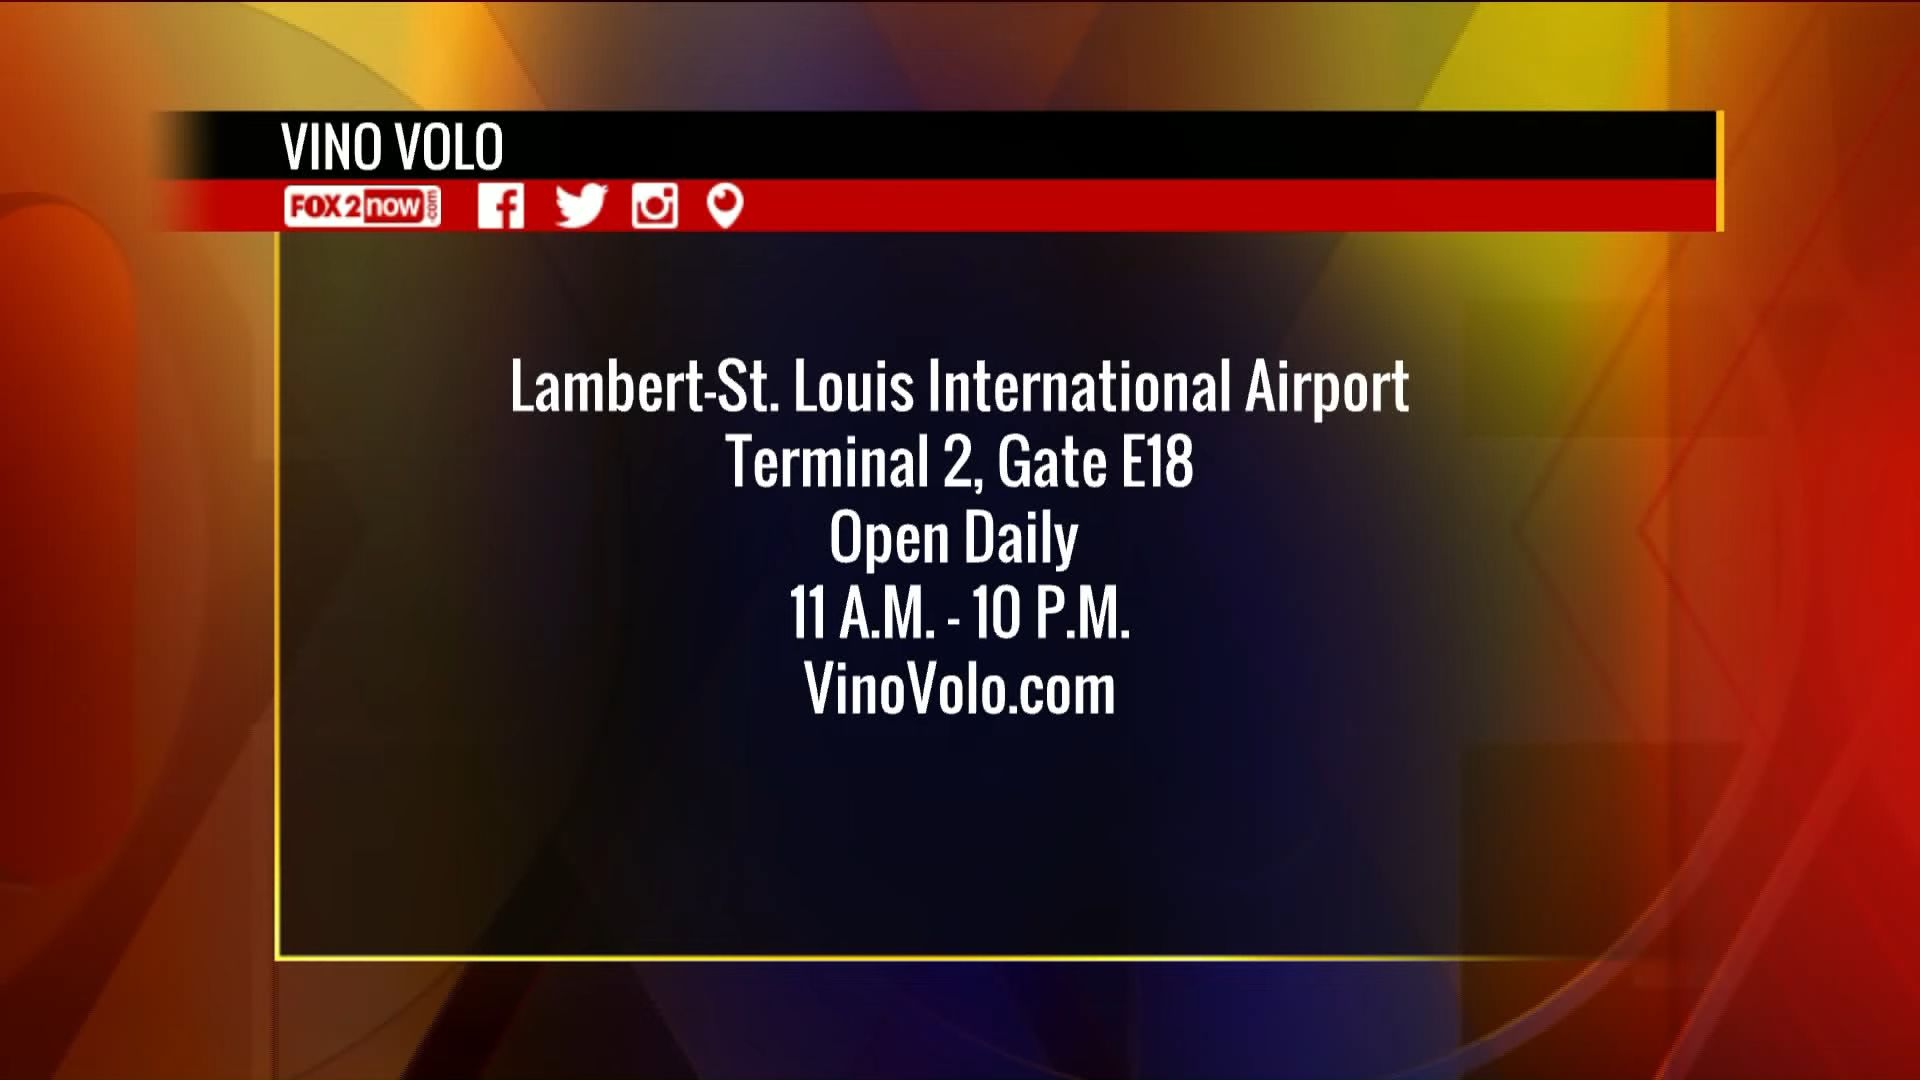 VINO VOLO
FOX2now.com
Lambert-St. Louis International Airport
Terminal 2, Gate E18
Open Daily
11 A.M. - 10 P.M.
VinoVolo.com